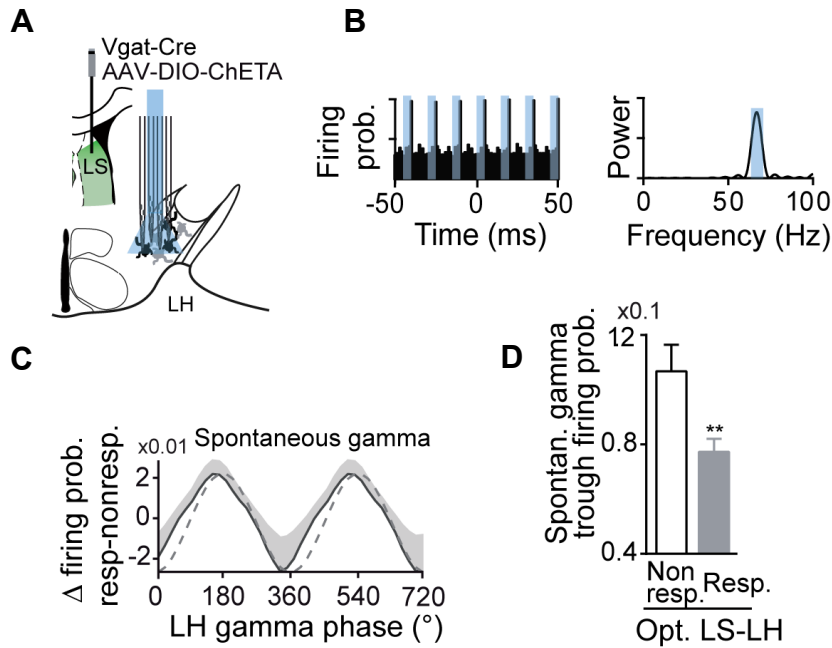 A
Vgat-Cre
AAV-DIO-ChETA
LS
LH
B
Firing
prob.
-50
0
50
Time (ms)
Power
0
50
100
Frequency (Hz)
C
x0.01
Spontaneous gamma
Δ firing prob.
resp-nonresp.
2
0
-2
0
180
360
540
720
LH gamma phase (°)
D
x0.1
Spontan. gamma
trough firing prob.
12
0.8
0.4
**
Non
resp.
Resp.
Opt. LS-LH